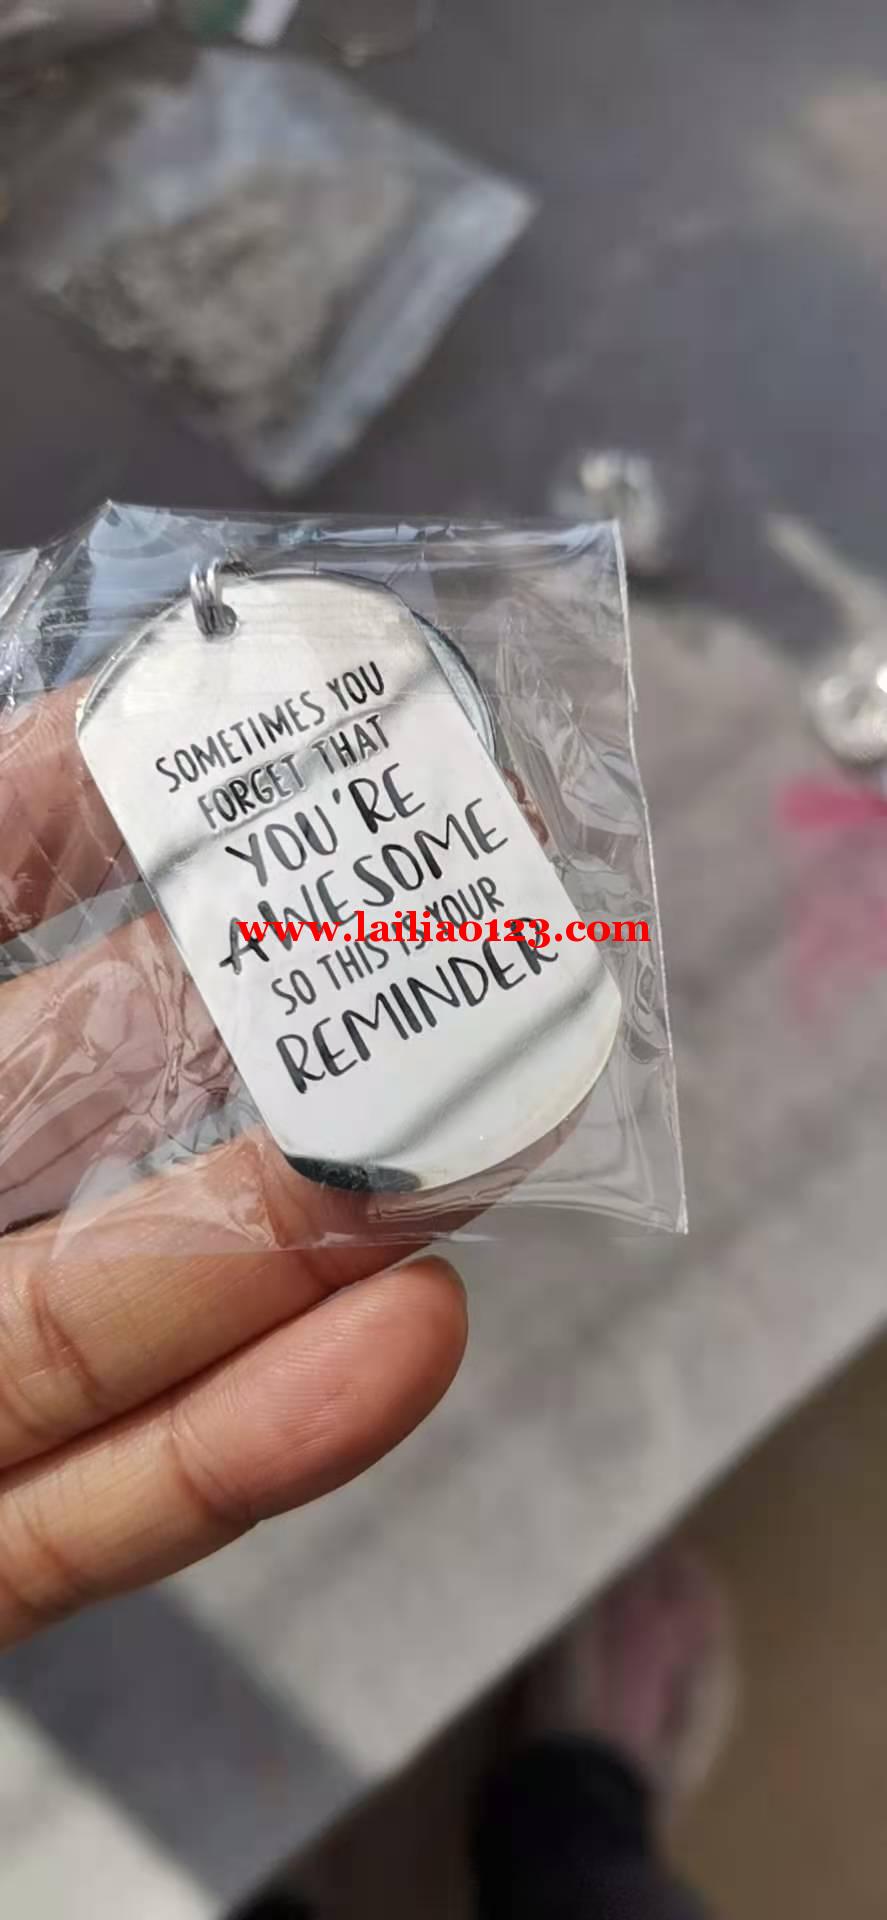 SOMETIMES YOU
FORGET THAT
YOU'RE
AWESOME
www.lailiao123.com
SO THIS IS YOUR
REMINDER